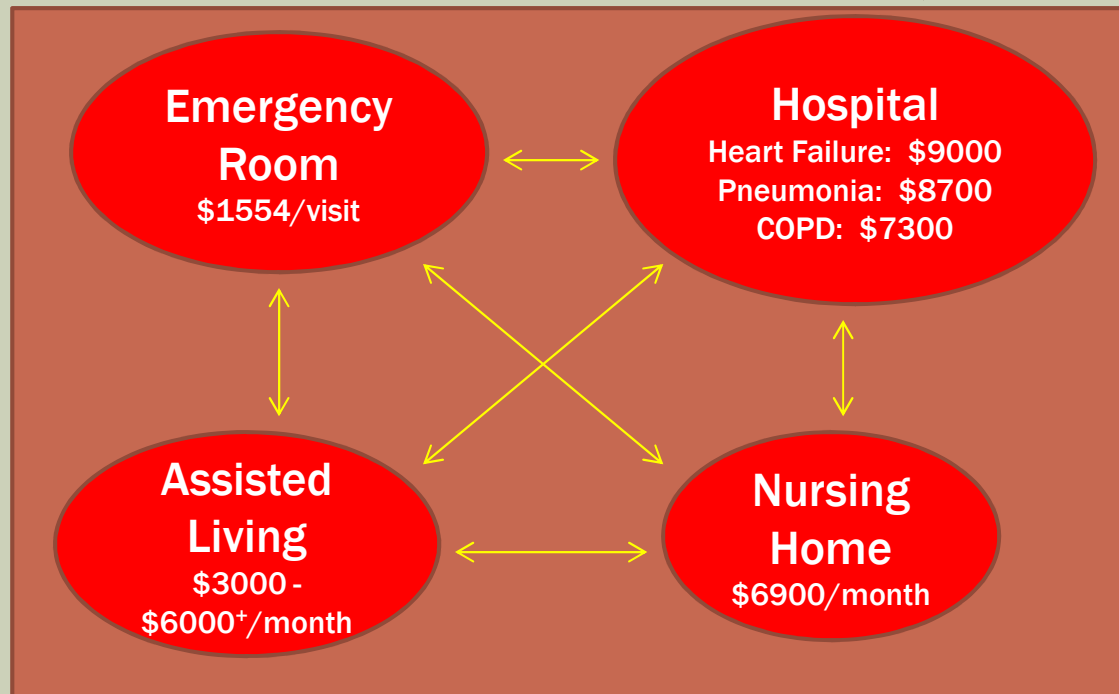 Emergency
Room
$1554/visit
Hospital
Heart Failure:  $9000
Pneumonia:  $8700
COPD:  $7300
Assisted
Living
$3000 -
$6000⁺/month
Nursing
Home
$6900/month